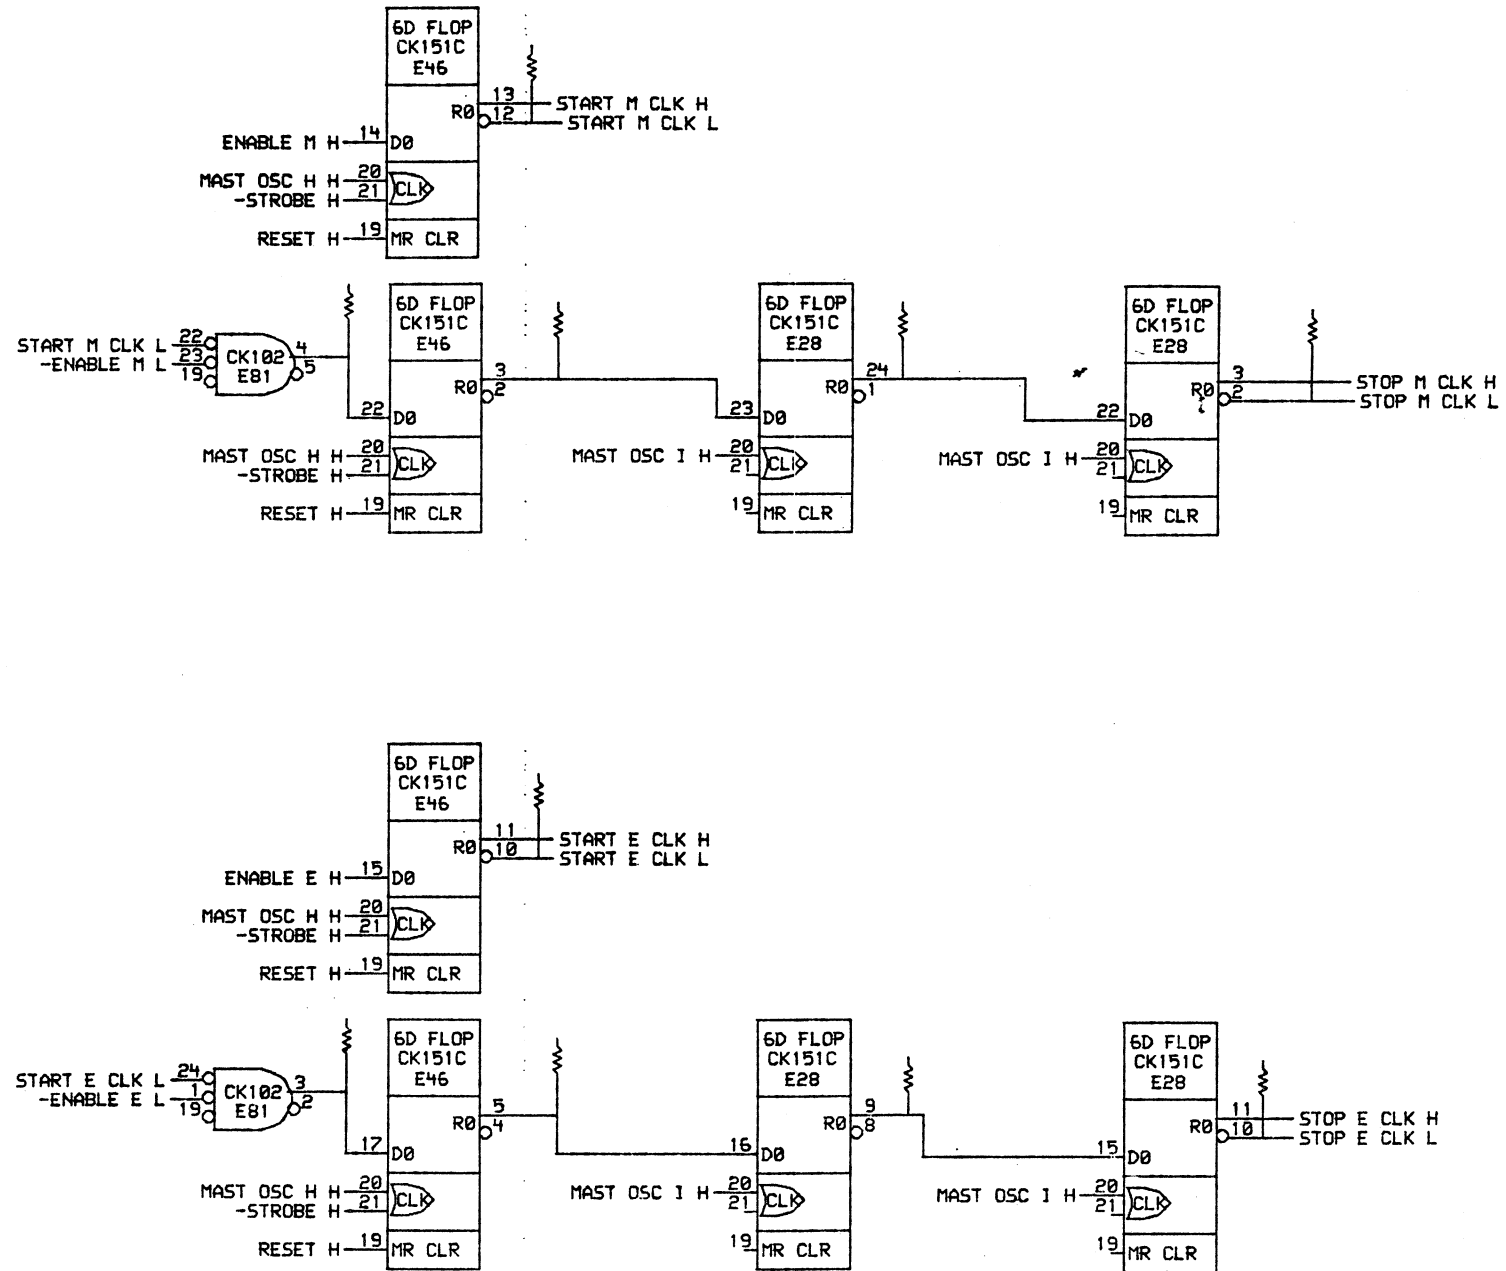 6D FLOP
CK151C
E46
13
R0
12
START M CLK H
START M CLK L
ENABLE M H
14
D0
MAST OSC H H
20
-STROBE H
21
CLK
RESET H
19
MR CLR
START M CLK L
22
-ENABLE M L
23
19
CK102
E81
4
5
6D FLOP
CK151C
E46
R0
3
2
22
D0
MAST OSC H H
20
-STROBE H
21
CLK
RESET H
19
MR CLR
6D FLOP
CK151C
E28
R0
24
1
23
D0
MAST OSC I H
20
21
CLK
19
MR CLR
6D FLOP
CK151C
E28
R0
3
2
STOP M CLK H
STOP M CLK L
22
D0
MAST OSC I H
20
21
CLK
19
MR CLR
6D FLOP
CK151C
E46
R0
11
10
START E CLK H
START E CLK L
ENABLE E H
15
D0
MAST OSC H H
20
-STROBE H
21
CLK
RESET H
19
MR CLR
START E CLK L
24
-ENABLE E L
1
19
CK102
E81
3
2
6D FLOP
CK151C
E46
R0
5
4
17
D0
MAST OSC H H
20
-STROBE H
21
CLK
RESET H
19
MR CLR
6D FLOP
CK151C
E28
R0
9
8
16
D0
MAST OSC I H
20
21
CLK
19
MR CLR
6D FLOP
CK151C
E28
R0
11
10
STOP E CLK H
STOP E CLK L
15
D0
MAST OSC I H
20
21
CLK
19
MR CLR